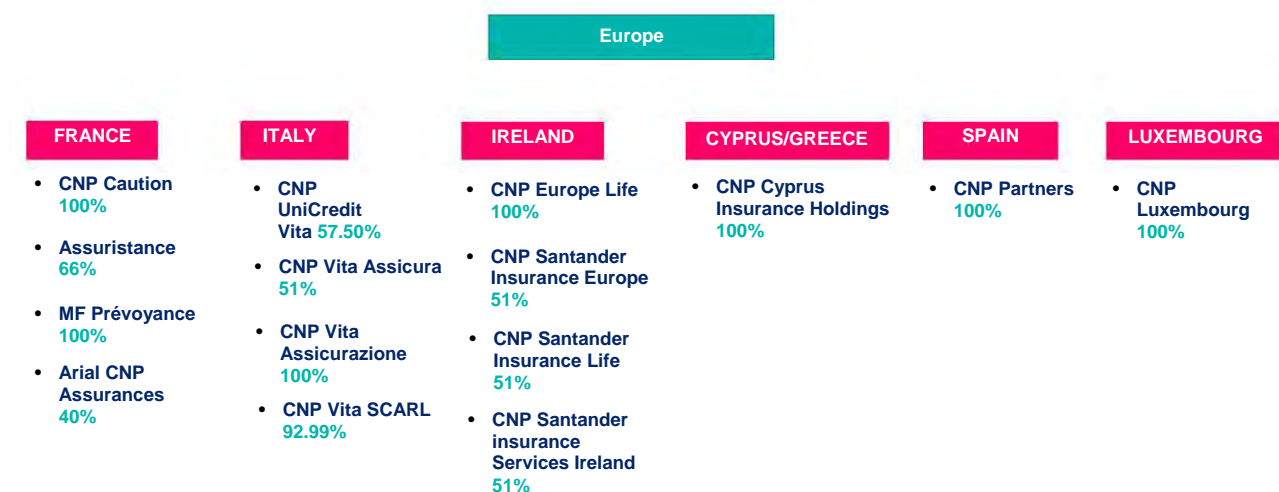 Europe
FRANCE
• CNP Caution
100%
• Assuristance
66%
• MF Prévoyance
100%
• Arial CNP
Assurances
40%
ITALY
• CNP
UniCredit
Vita 57.50%
• CNP Vita Assicura
51%
• CNP Vita
Assicurazione
100%
• CNP Vita SCARL
92.99%
IRELAND
• CNP Europe Life
100%
• CNP Santander
Insurance Europe
51%
• CNP Santander
Insurance Life
51%
• CNP Santander
insurance
Services Ireland
51%
CYPRUS/GREECE
• CNP Cyprus
Insurance Holdings
100%
SPAIN
• CNP Partners
100%
LUXEMBOURG
• CNP
Luxembourg
100%